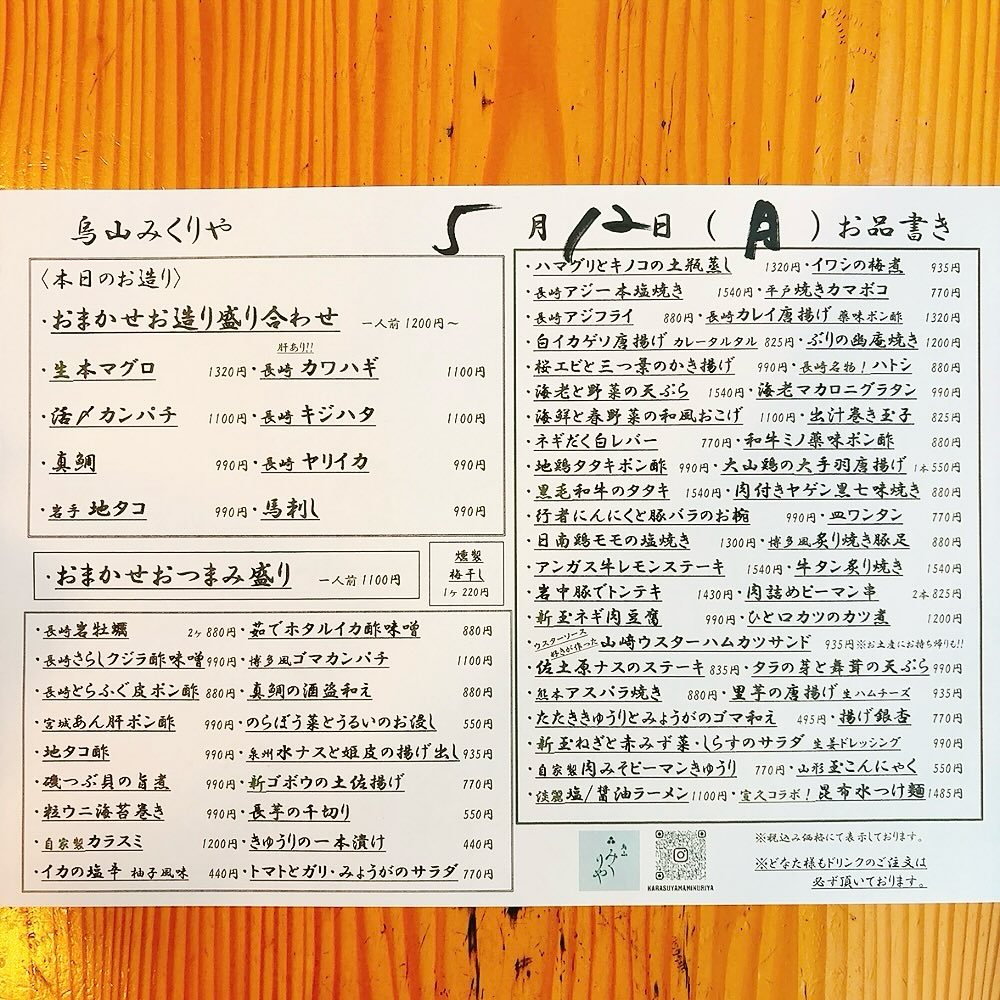 烏山みくりや
5月12日(月)お品書き
〈本日のお造り〉
・おまかせお造り盛り合わせ 一人前1200円～
肝あり!!
・生本マグロ 1320円・長崎 カワハギ 1100円
・活〆カンパチ 1100円・長崎 キジハタ 1100円
・真鯛 990円・長崎 ヤリイカ 990円
・岩手 地タコ 990円・馬刺し 990円
・おまかせおつまみ盛り 一人前1100円
燻製
梅干し
1ヶ220円
・長崎岩牡蠣 2ヶ880円・茹でホタルイカ酢味噌 880円
・長崎さらしクジラ酢味噌 990円・博多風ゴマカンパチ 1100円
・長崎とらふぐ皮ポン酢 880円・真鯛の酒盗和え 880円
・宮城あん肝ポン酢 990円・のらぼう菜とうるいのお浸し 550円
・地タコ酢 990円・泉州水ナスと姫皮の揚げ出し 935円
・磯つぶ貝の旨煮 990円・新ゴボウの土佐揚げ 770円
・粒ウニ海苔巻き 990円・長芋の千切り 550円
・自家製カラスミ 1200円・きゅうりの一本漬け 440円
・イカの塩辛 柚子風味 440円・トマトとガリ・みょうがのサラダ 770円
・ハマグリとキノコの土瓶蒸し 1320円・イワシの梅煮 935円
・長崎アジ一本塩焼き 1540円・平戸焼きカマボコ 770円
・長崎アジフライ 880円・長崎カレイ唐揚げ 薬味ポン酢 1320円
・白イカゲソ唐揚げ カレータルタル 825円・ぶりの幽庵焼き 1200円
・桜エビと三つ葉のかき揚げ 990円・長崎名物!ハトシ 880円
・海老と野菜の天ぷら 1540円・海老マカロニグラタン 990円
・海鮮と春野菜の和風おこげ 1100円・出汁巻き玉子 825円
・ネギだく白レバー 770円・和牛ミノ薬味ポン酢 880円
・地鶏タタキポン酢 990円・大山鶏の大手羽唐揚げ 1本550円
・黒毛和牛のタタキ 1540円・肉付きヤゲン黒七味焼き 880円
・行者にんにくと豚バラのお椀 990円・皿ワンタン 770円
・日南鶏モモの塩焼き 1300円・博多風炙り焼き豚足 880円
・アンガス牛レモンステーキ 1540円・牛タン炙り焼き 1540円
・岩中豚でトンテキ 1430円・肉詰めピーマン串 2本825円
・新玉ネギ肉豆腐 990円・ひと口カツのカツ煮 1200円
・ウスターソース好きが作った 山崎ウスターハムカツサンド 935円※お土産にお持ち帰りも!!
・佐土原ナスのステーキ 835円・タラの芽と舞茸の天ぷら 990円
・熊本アスパラ焼き 880円・里芋の唐揚げ 生ハムチーズ 935円
・たたききゅうりとみょうがのゴマ和え 495円・揚げ銀杏 770円
・新玉ねぎと赤みず菜・しらすのサラダ 生姜ドレッシング 990円
・自家製肉みそピーマンきゅうり 770円・山形玉こんにゃく 550円
・淡麗塩/醤油ラーメン 1100円・宣久コラボ!昆布水つけ麺 1485円
烏山
みくりや
KARASUYAMAMIKURIYA
※税込み価格にて表示しております。
※どなた様もドリンクのご注文は
必ず頂いております。